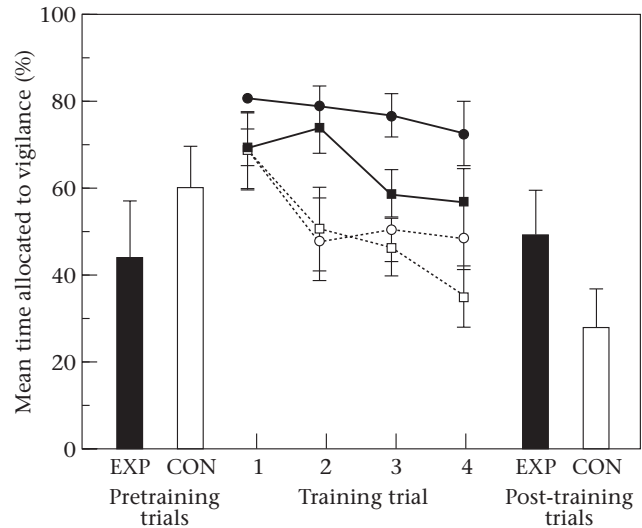 Mean time allocated to vigilance (%)
100
80
60
40
20
0
EXP CON 1 2 3 4 EXP CON
Pretraining trials
Training trial
Post-training trials